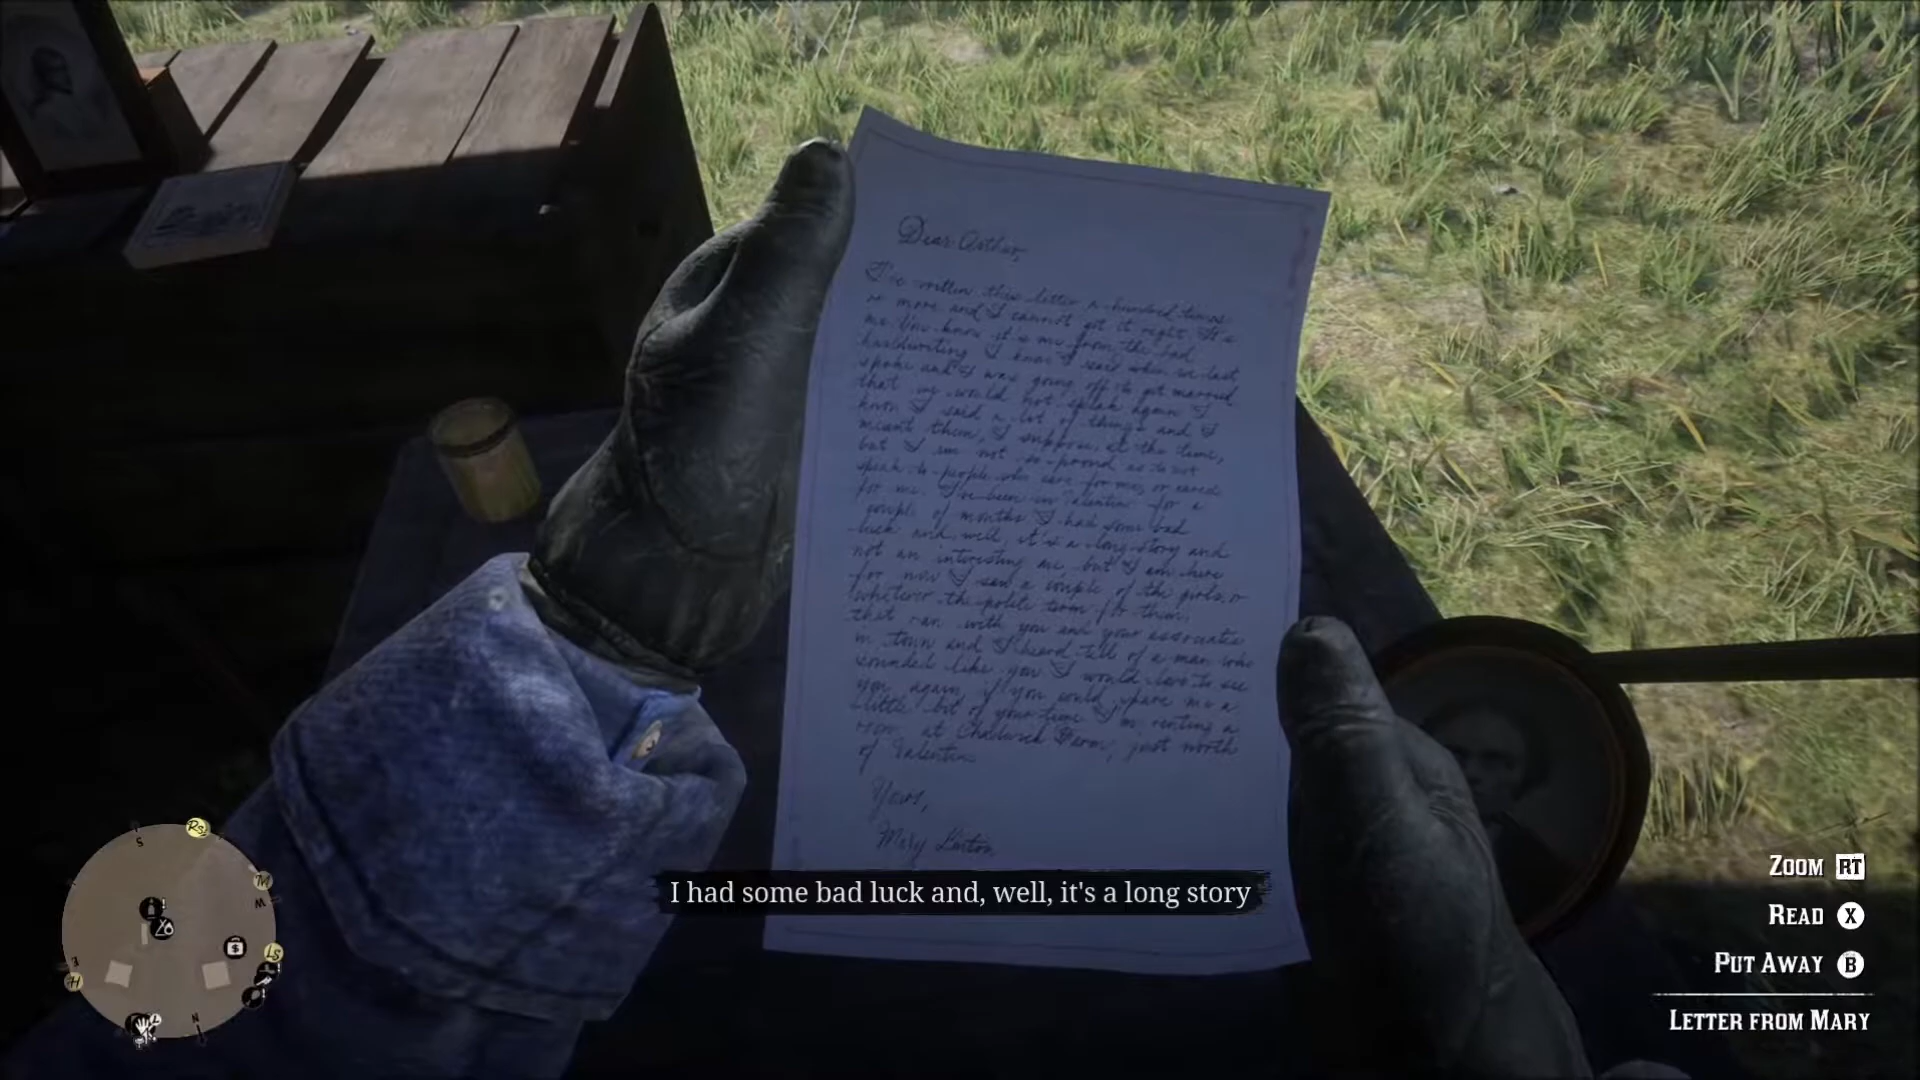 Dear Arthur,
I've written this letter a hundred times
or more and I cannot get it right. It's
me. You know it is me from the bad
handwriting. I know I said when we last
spoke and I was going off to get married
that we would not speak again. I
know I said a lot of things and I
meant them, I suppose, at the time,
but I am not so proud as to not
speak to people who care for me, or cared
for me. I've been in Valentine for a
couple of months. I had some bad
luck and, well, it's a long story and
not an interesting one but I am here
for now. I saw a couple of the girls, or
whatever the polite term for them,
that ran with you and your associates
in town and I heard tell of a man who
sounded like you. I would love to see
you again, if you could spare me a
little bit of your time. I'm renting a
room at Chadwick Farm, just north
of Valentine.
Yours,
Mary Linton
I had some bad luck and, well, it's a long story
ZOOM RT
READ X
PUT AWAY B
LETTER FROM MARY
S
RS
M
W
LS
E
H
N